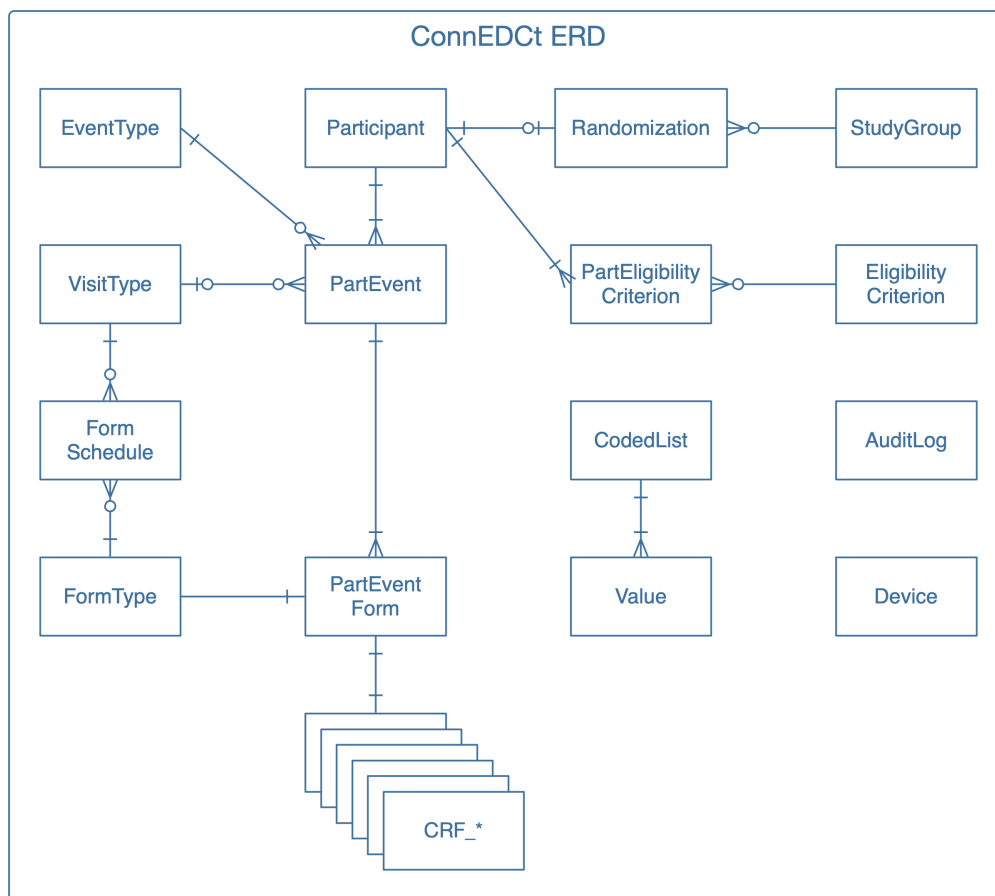 ConnEDCt ERD
EventType
Participant
Randomization
StudyGroup
VisitType
PartEvent
PartEligibility
Criterion
Eligibility
Criterion
Form
Schedule
CodedList
AuditLog
FormType
PartEvent
Form
Value
Device
CRF_*